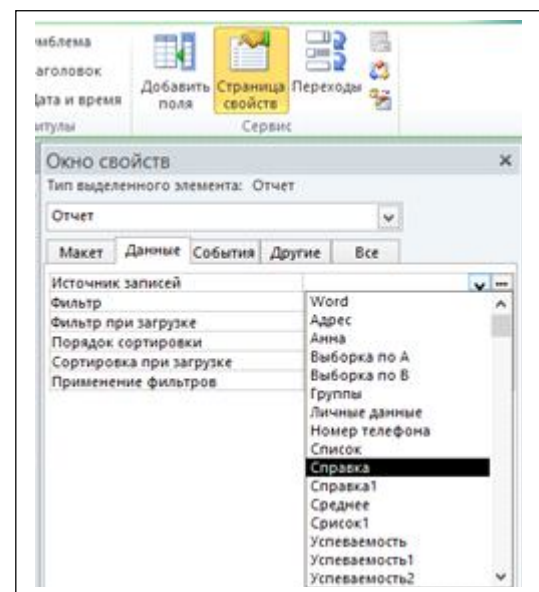 мблема
аголовок
ата и время
итулы
Добавить поля
Страница свойств
Переходы
Сервис
Окно свойств
Тип выделенного элемента: Отчет
Отчет
Макет Данные События Другие Все
Источник записей
Фильтр
Фильтр при загрузке
Порядок сортировки
Сортировка при загрузке
Применение фильтров
Word
Адрес
Анна
Выборка по А
Выборка по В
Группы
Личные данные
Номер телефона
Список
Справка
Справка1
Среднее
Срисок1
Успеваемость
Успеваемость1
Успеваемость2